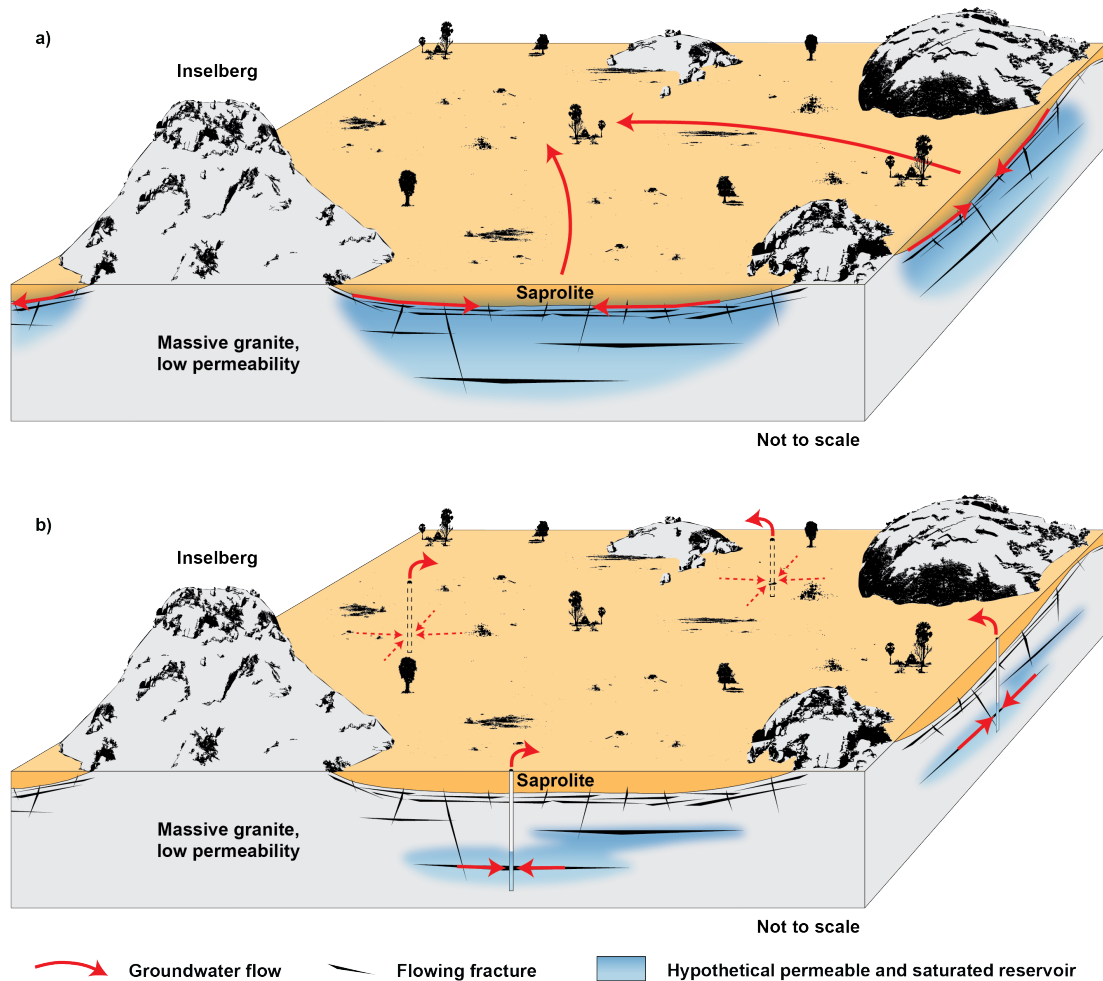 a)
Inselberg
Saprolite
Massive granite,
low permeability
Not to scale
b)
Inselberg
Saprolite
Massive granite,
low permeability
Not to scale
Groundwater flow
Flowing fracture
Hypothetical permeable and saturated reservoir